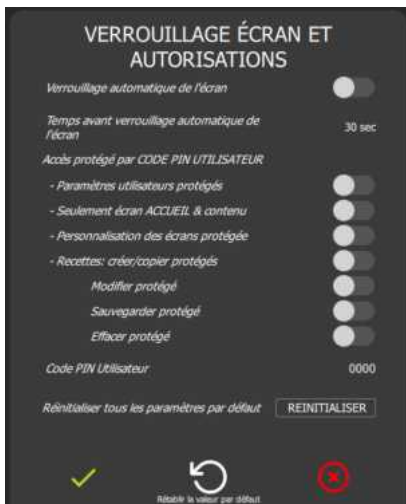 VERROUILLAGE ÉCRAN ET
AUTORISATIONS
Verrouillage automatique de l'écran
Temps avant verrouillage automatique de
l'écran
30 sec
Accès protégé par CODE PIN UTILISATEUR
- Paramètres utilisateurs protégés
- Seulement écran ACCUEIL & contenu
- Personnalisation des écrans protégée
- Recettes: créer/copier protégés
Modifier protégé
Sauvegarder protégé
Effacer protégé
Code PIN Utilisateur 0000
Réinitialiser tous les paramètres par défaut REINITIALISER
Rétablir la valeur par défaut